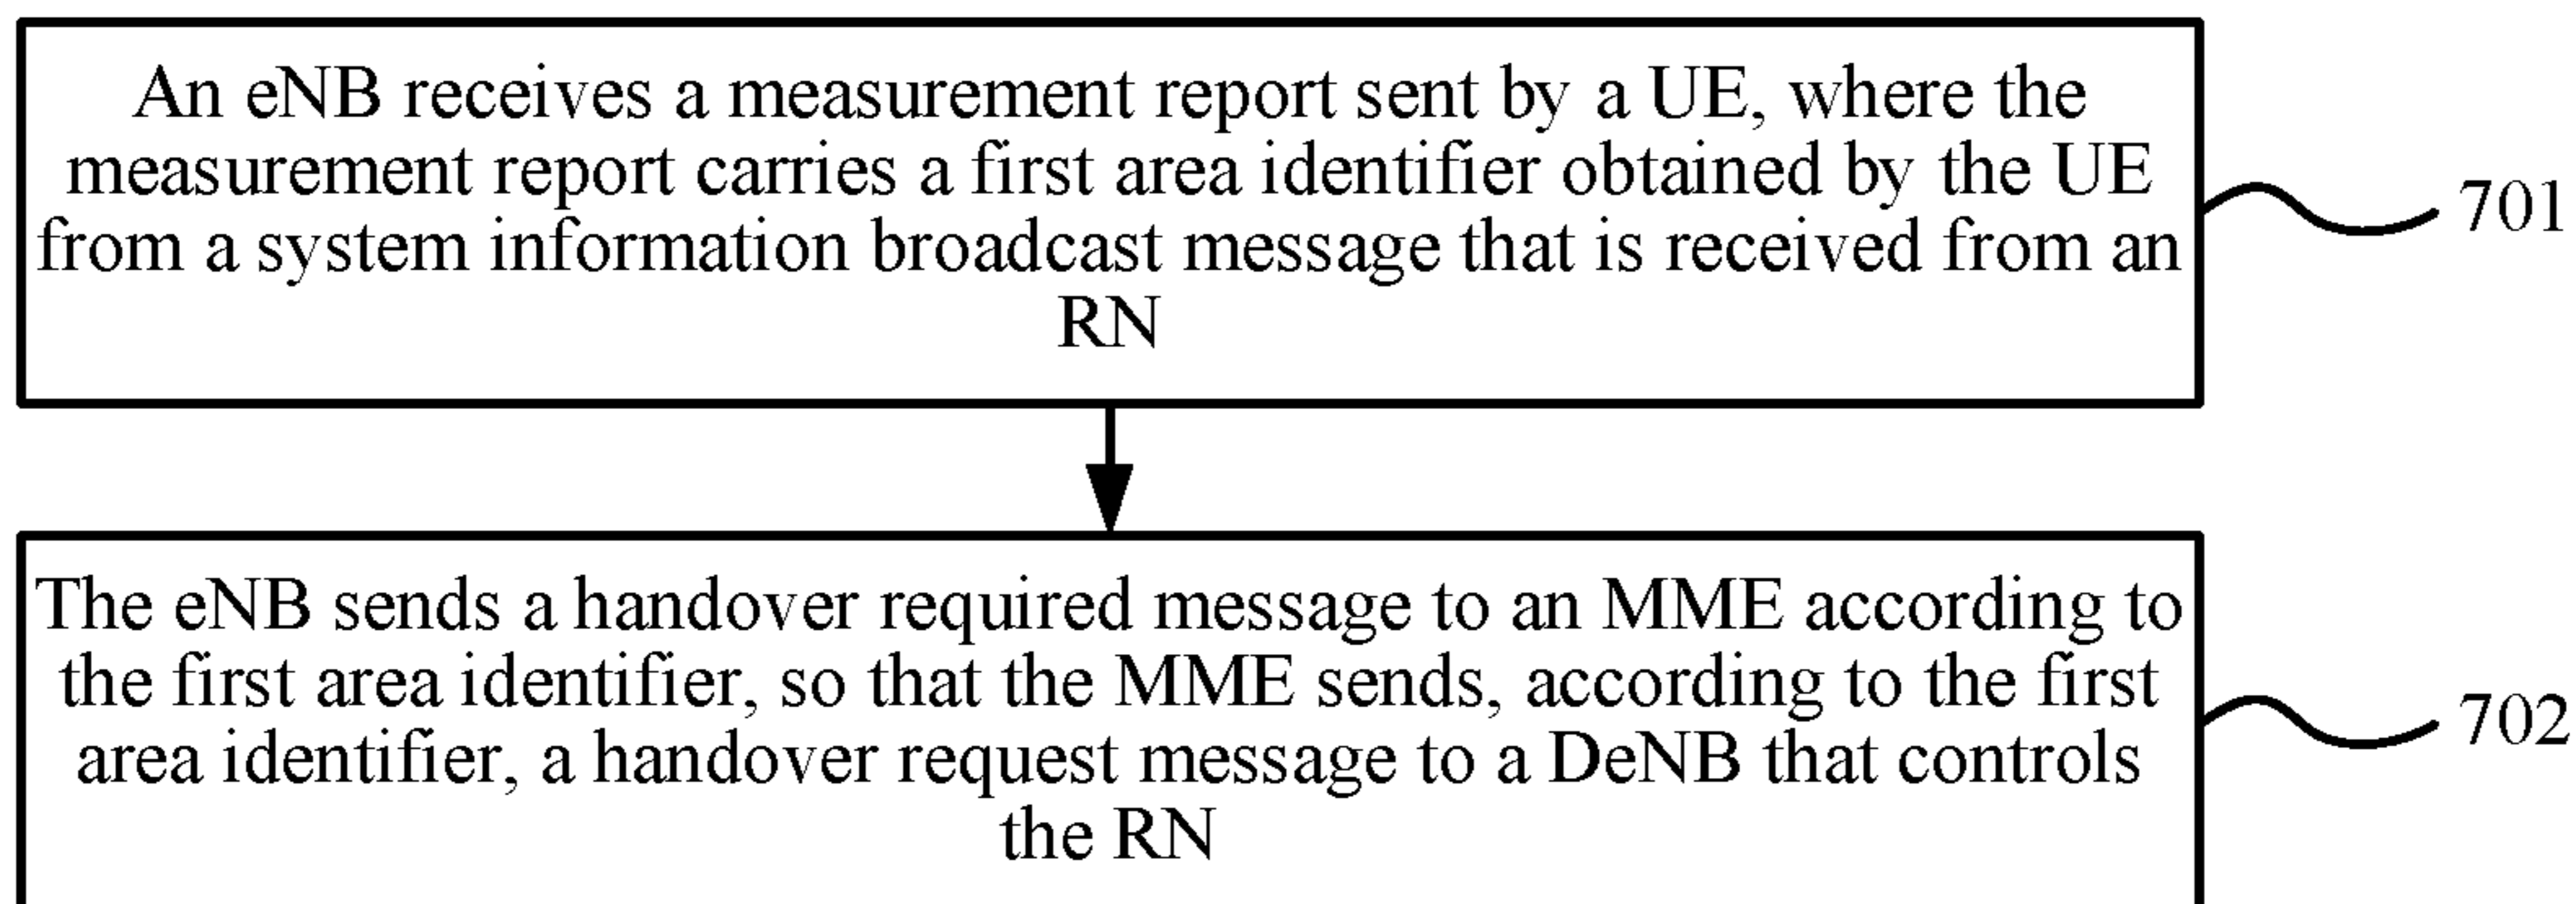 An eNB receives a measurement report sent by a UE, where the
measurement report carries a first area identifier obtained by the UE
from a system information broadcast message that is received from an
RN
701
The eNB sends a handover required message to an MME according to
the first area identifier, so that the MME sends, according to the first
area identifier, a handover request message to a DeNB that controls
the RN
702